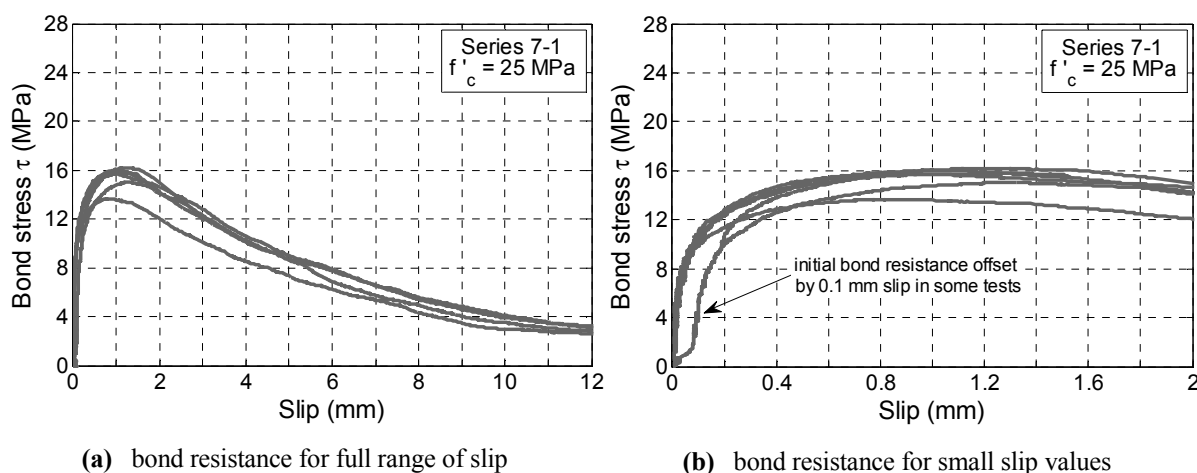 28
24
20
16
12
8
4
0
Bond stress τ (MPa)
Series 7-1
f 'c = 25 MPa
0 2 4 6 8 10 12
Slip (mm)
(a) bond resistance for full range of slip
28
24
20
16
12
8
4
0
Bond stress τ (MPa)
Series 7-1
f 'c = 25 MPa
initial bond resistance offset
by 0.1 mm slip in some tests
0 0.4 0.8 1.2 1.6 2
Slip (mm)
(b) bond resistance for small slip values